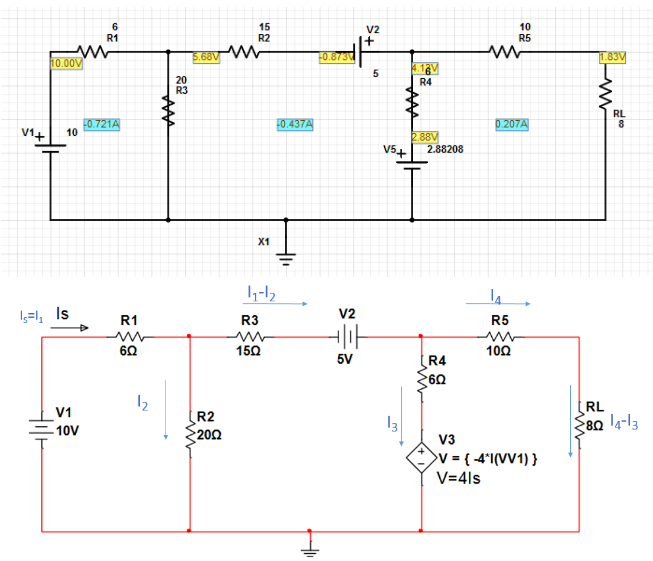 6
R1
15
R2
V2
10
R5
10.00V
5.68V
-0.873V
1.83V
5
4.13V
6
R4
20
R3
RL
8
V1
+
10
-0.721A
-0.437A
0.207A
2.88V
V5
+
2.88208
X1
I₁-I₂
I₄
Iₛ=I₁
Is
R1
6Ω
R3
15Ω
V2
5V
R5
10Ω
R4
6Ω
I₂
V1
10V
R2
20Ω
I₃
RL
8Ω
I₄-I₃
V3
V = { -4*I(VV1) }
V=4Is